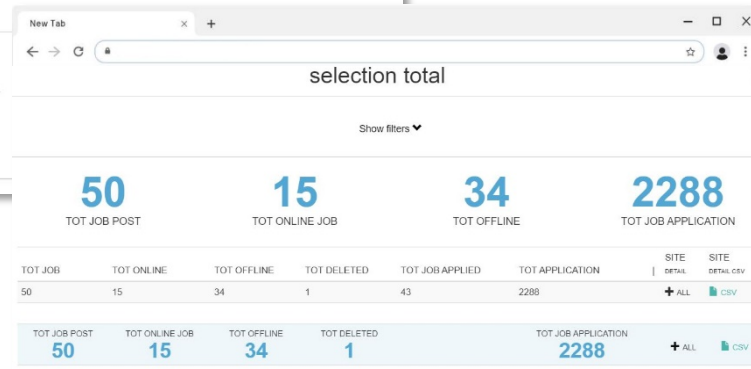 New Tab
selection total
Show filters
50 15 34 2288
TOT JOB POST TOT ONLINE JOB TOT OFFLINE TOT JOB APPLICATION
SITE SITE
TOT JOB TOT ONLINE TOT OFFLINE TOT DELETED TOT JOB APPLIED TOT APPLICATION | DETAIL DETAIL CSV
50 15 34 1 43 2288 ALL CSV
TOT JOB POST TOT ONLINE JOB TOT OFFLINE TOT DELETED TOT JOB APPLICATION
50 15 34 1 2288 ALL CSV